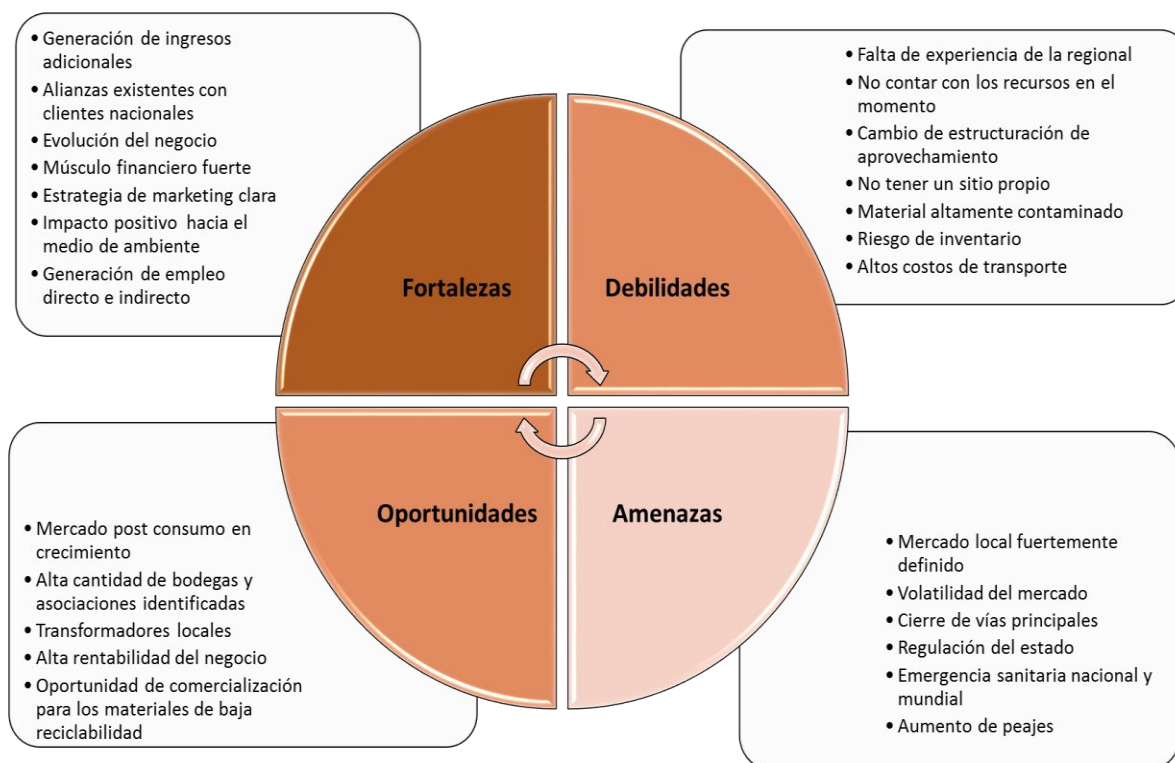 • Generación de ingresos
adicionales
• Alianzas existentes con
clientes nacionales
• Evolución del negocio
• Músculo financiero fuerte
• Estrategia de marketing clara
• Impacto positivo hacia el
medio de ambiente
• Generación de empleo
directo e indirecto
• Falta de experiencia de la regional
• No contar con los recursos en el
momento
• Cambio de estructuración de
aprovechamiento
• No tener un sitio propio
• Material altamente contaminado
• Riesgo de inventario
• Altos costos de transporte
Fortalezas
Debilidades
Oportunidades
Amenazas
• Mercado post consumo en
crecimiento
• Alta cantidad de bodegas y
asociaciones identificadas
• Transformadores locales
• Alta rentabilidad del negocio
• Oportunidad de comercialización
para los materiales de baja
reciclabilidad
• Mercado local fuertemente
definido
• Volatilidad del mercado
• Cierre de vías principales
• Regulación del estado
• Emergencia sanitaria nacional y
mundial
• Aumento de peajes